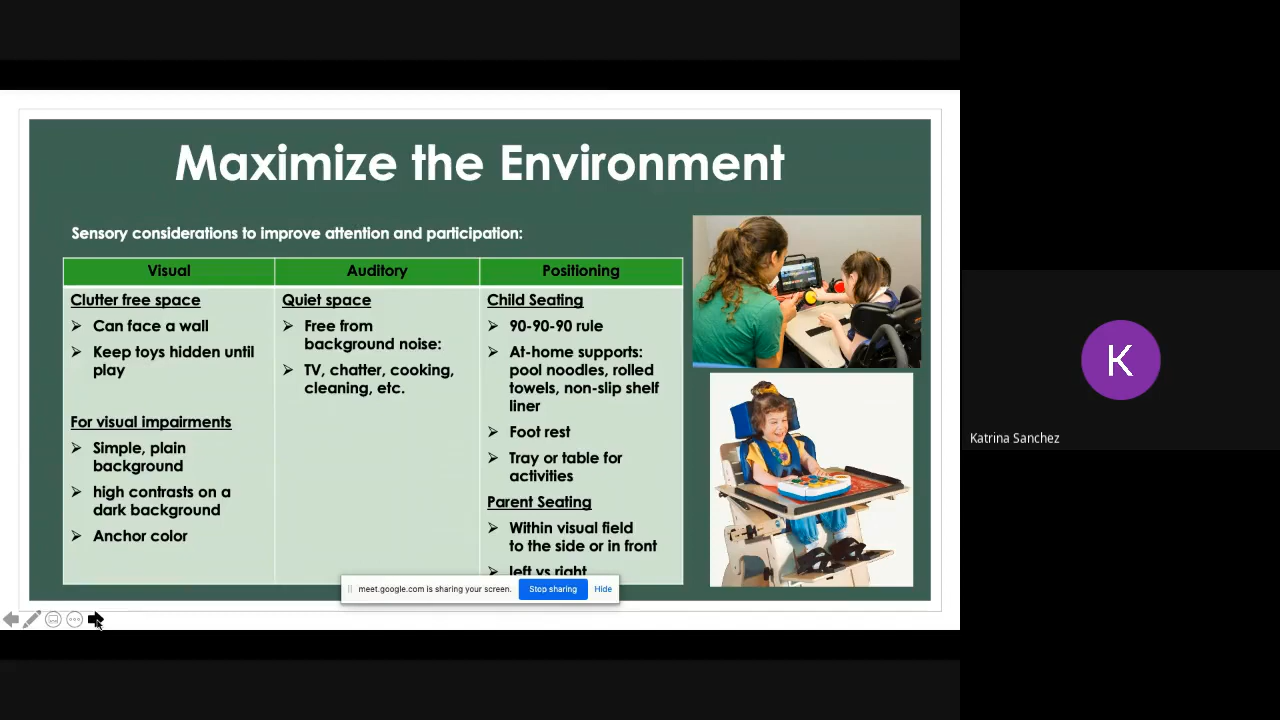 Maximize the Environment
Sensory considerations to improve attention and participation:
Visual
Auditory
Positioning
Clutter free space
Can face a wall
Keep toys hidden until
play
For visual impairments
Simple, plain
background
high contrasts on a
dark background
Anchor color
Quiet space
Free from
background noise:
TV, chatter, cooking,
cleaning, etc.
Child Seating
90-90-90 rule
At-home supports:
pool noodles, rolled
towels, non-slip shelf
liner
Foot rest
Tray or table for
activities
Parent Seating
Within visual field
to the side or in front
left vs right
meet.google.com is sharing your screen.
Stop sharing
Hide
K
Katrina Sanchez